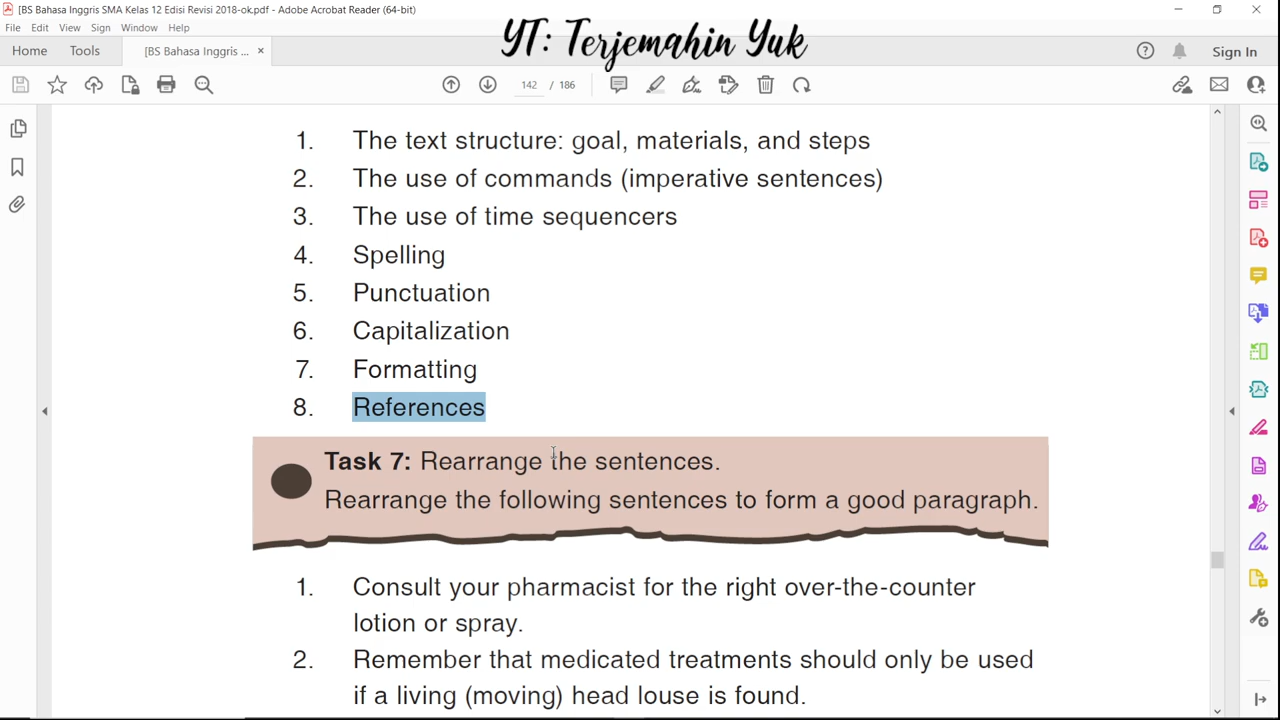 [BS Bahasa Inggris SMA Kelas 12 Edisi Revisi 2018-ok.pdf - Adobe Acrobat Reader (64-bit)
File Edit View Sign Window Help
YT: Terjemahin Yuk
Home Tools [BS Bahasa Inggris ... × Sign In
142 / 186
1. The text structure: goal, materials, and steps
2. The use of commands (imperative sentences)
3. The use of time sequencers
4. Spelling
5. Punctuation
6. Capitalization
7. Formatting
8. References
Task 7: Rearrange the sentences.
Rearrange the following sentences to form a good paragraph.
1. Consult your pharmacist for the right over-the-counter
lotion or spray.
2. Remember that medicated treatments should only be used
if a living (moving) head louse is found.